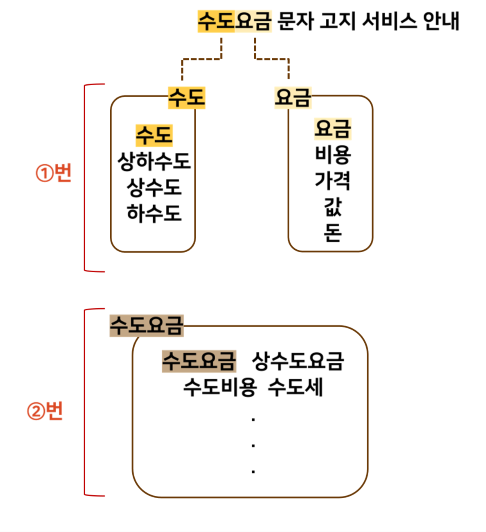 수도요금 문자 고지 서비스 안내
수도 요금
①번
수도
상하수도
상수도
하수도
요금
비용
가격
값
돈
수도요금
②번
수도요금 상수도요금
수도비용 수도세
.
.
.